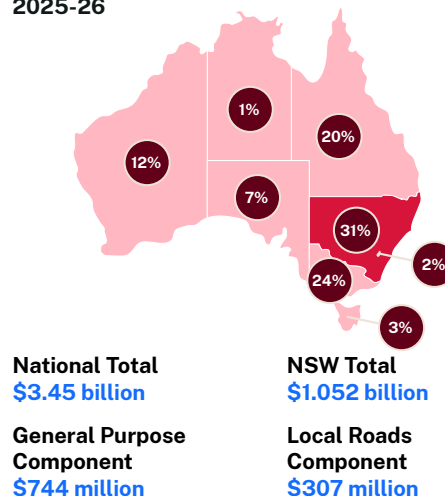 2025-26
1%
20%
12%
7%
31%
2%
24%
3%
National Total
$3.45 billion
NSW Total
$1.052 billion
General Purpose
Component
$744 million
Local Roads
Component
$307 million